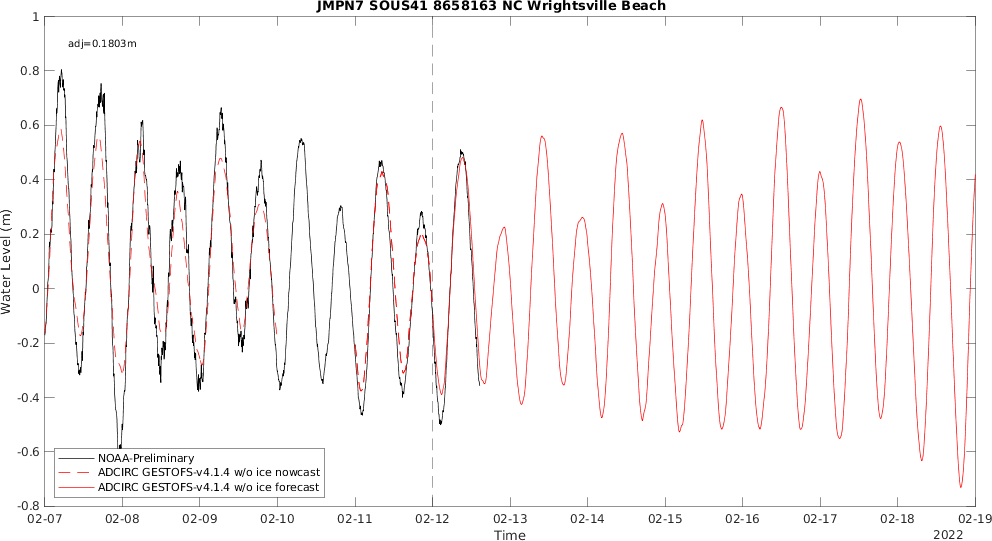 JMPN7 SOUS41 8658163 NC Wrightsville Beach
adj=0.1803m
1
0.8
0.6
0.4
0.2
0
-0.2
-0.4
-0.6
-0.8
Water Level (m)
NOAA-Preliminary
ADCIRC GESTOFS-v4.1.4 w/o ice nowcast
ADCIRC GESTOFS-v4.1.4 w/o ice forecast
02-07 02-08 02-09 02-10 02-11 02-12 02-13 02-14 02-15 02-16 02-17 02-18 02-19
Time
2022